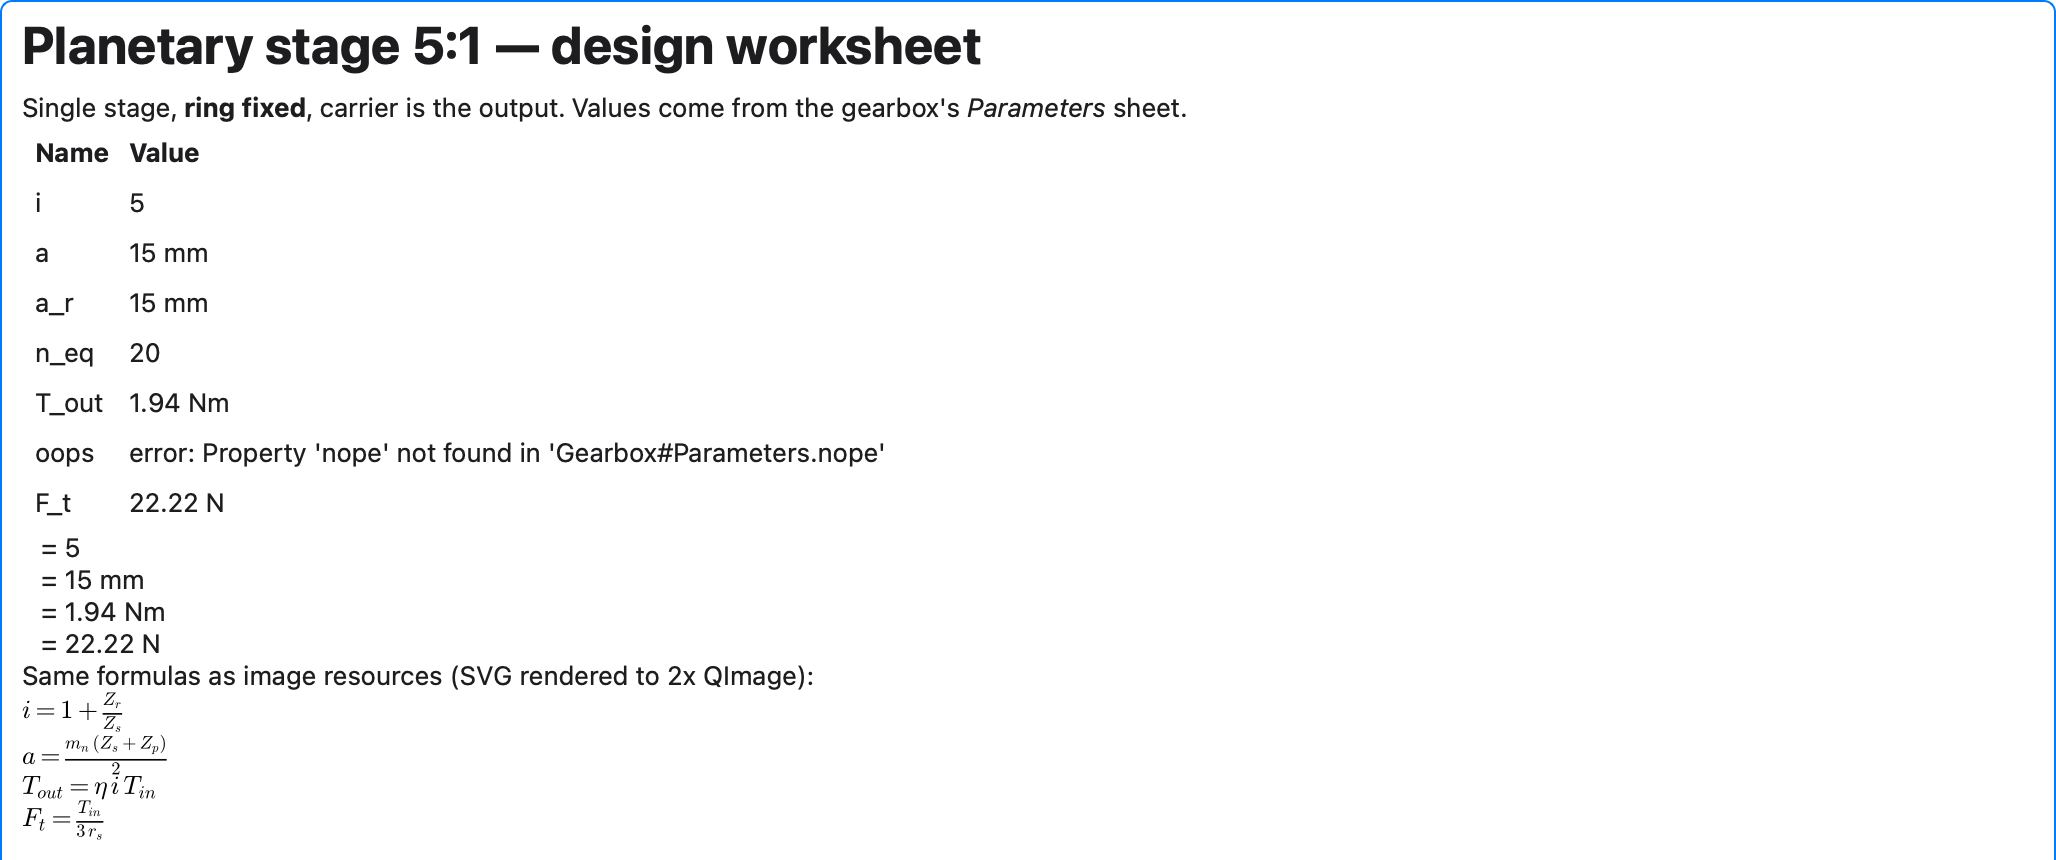 Planetary stage 5:1 — design worksheet
Single stage, ring fixed, carrier is the output. Values come from the gearbox's Parameters sheet.
Name Value
i 5
a 15 mm
a_r 15 mm
n_eq 20
T_out 1.94 Nm
oops error: Property 'nope' not found in 'Gearbox#Parameters.nope'
F_t 22.22 N
= 5
= 15 mm
= 1.94 Nm
= 22.22 N
Same formulas as image resources (SVG rendered to 2x QImage):
i = 1 + Z_r/Z_s
a = m_n (Z_s + Z_p)/2
T_out = η i T_in
F_t = T_in/3 r_s